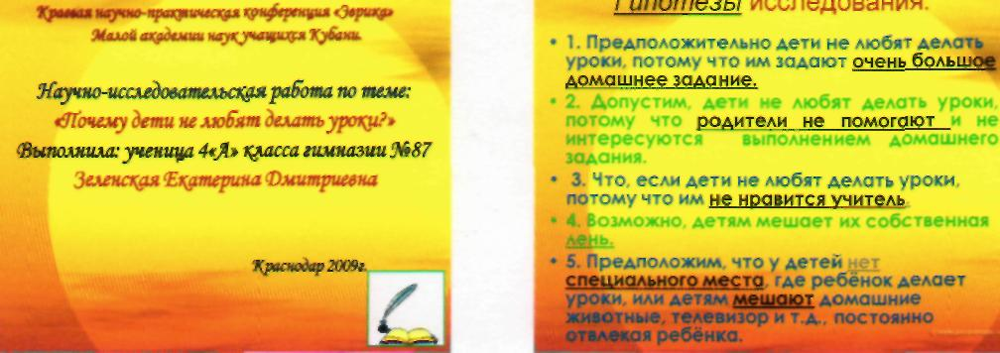 Краевая научно-практическая конференция «Эврика»
Малой академии наук учащихся Кубани.
Научно-исследовательская работа по теме:
«Почему дети не любят делать уроки?»
Выполнила: ученица 4«А» класса гимназии №87
Зеленская Екатерина Дмитриевна
Краснодар 2009г.
Гипотезы исследования.
• 1. Предположительно дети не любят делать
уроки, потому что им задают очень большое
домашнее задание.
• 2. Допустим, дети не любят делать уроки,
потому что родители не помогают и не
интересуются выполнением домашнего
задания.
• 3. Что, если дети не любят делать уроки,
потому что им не нравится учитель.
• 4. Возможно, детям мешает их собственная
лень.
• 5. Предположим, что у детей нет
специального места, где ребёнок делает
уроки, или детям мешают домашние
животные, телевизор и т.д., постоянно
отвлекая ребёнка.